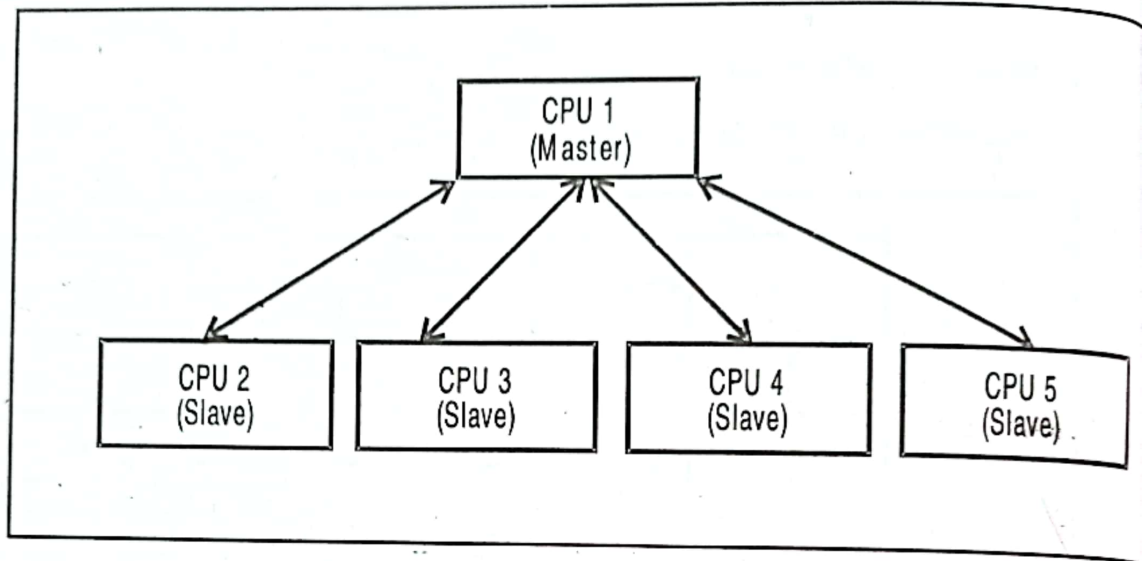 CPU 1
(Master)
CPU 2
(Slave)
CPU 3
(Slave)
CPU 4
(Slave)
CPU 5
(Slave)